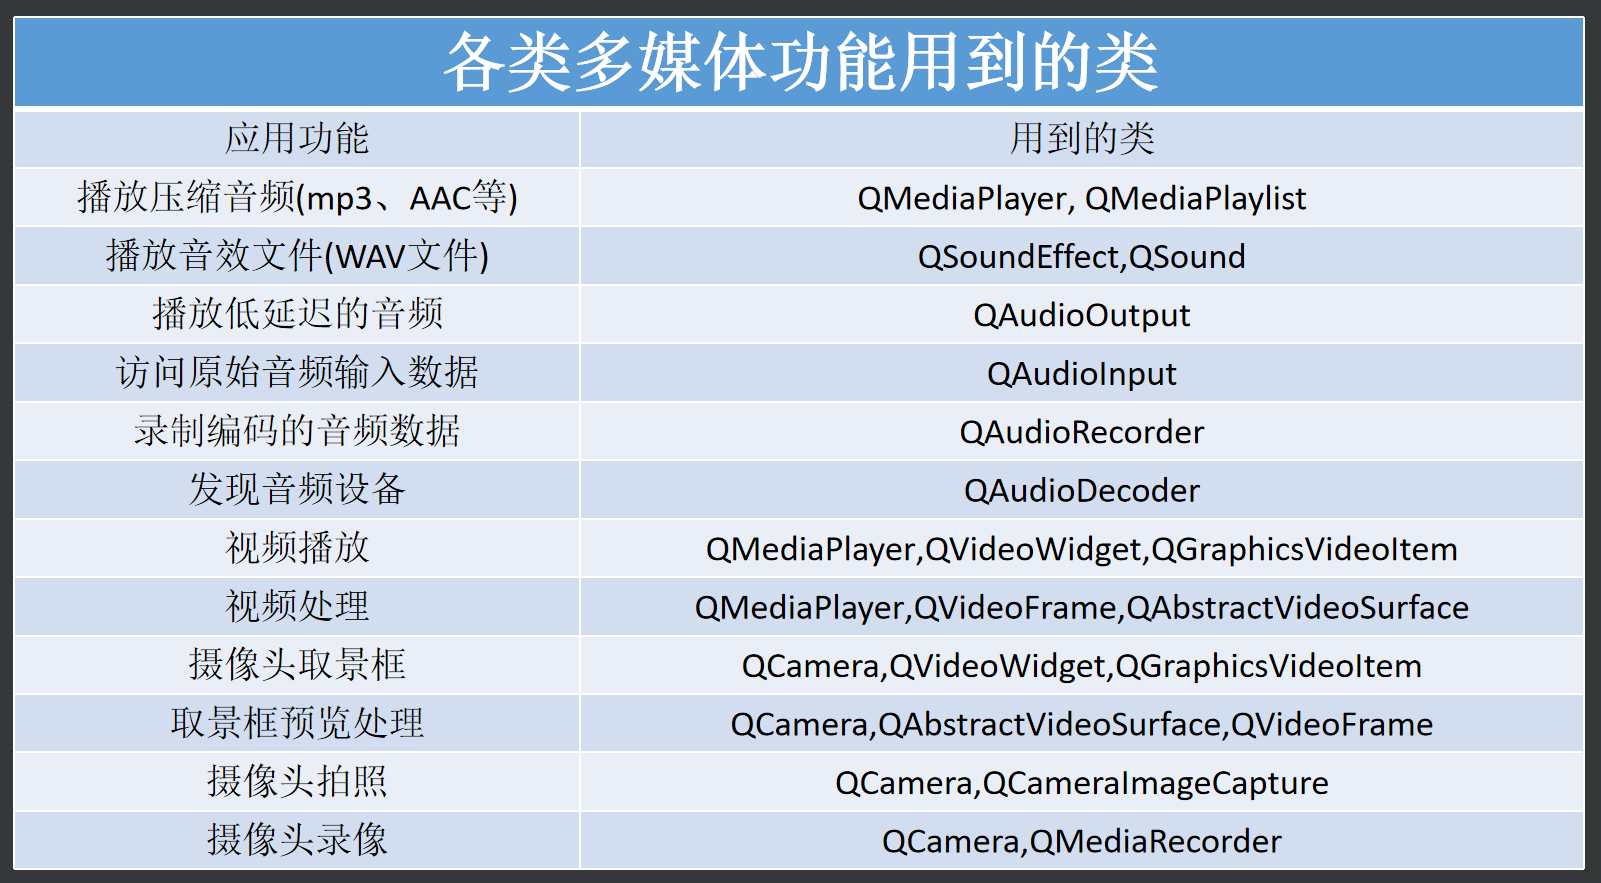 各类多媒体功能用到的类
应用功能 用到的类
播放压缩音频(mp3、AAC等) QMediaPlayer, QMediaPlaylist
播放音效文件(WAV文件) QSoundEffect,QSound
播放低延迟的音频 QAudioOutput
访问原始音频输入数据 QAudioInput
录制编码的音频数据 QAudioRecorder
发现音频设备 QAudioDecoder
视频播放 QMediaPlayer,QVideoWidget,QGraphicsVideoItem
视频处理 QMediaPlayer,QVideoFrame,QAbstractVideoSurface
摄像头取景框 QCamera,QVideoWidget,QGraphicsVideoItem
取景框预览处理 QCamera,QAbstractVideoSurface,QVideoFrame
摄像头拍照 QCamera,QCameraImageCapture
摄像头录像 QCamera,QMediaRecorder